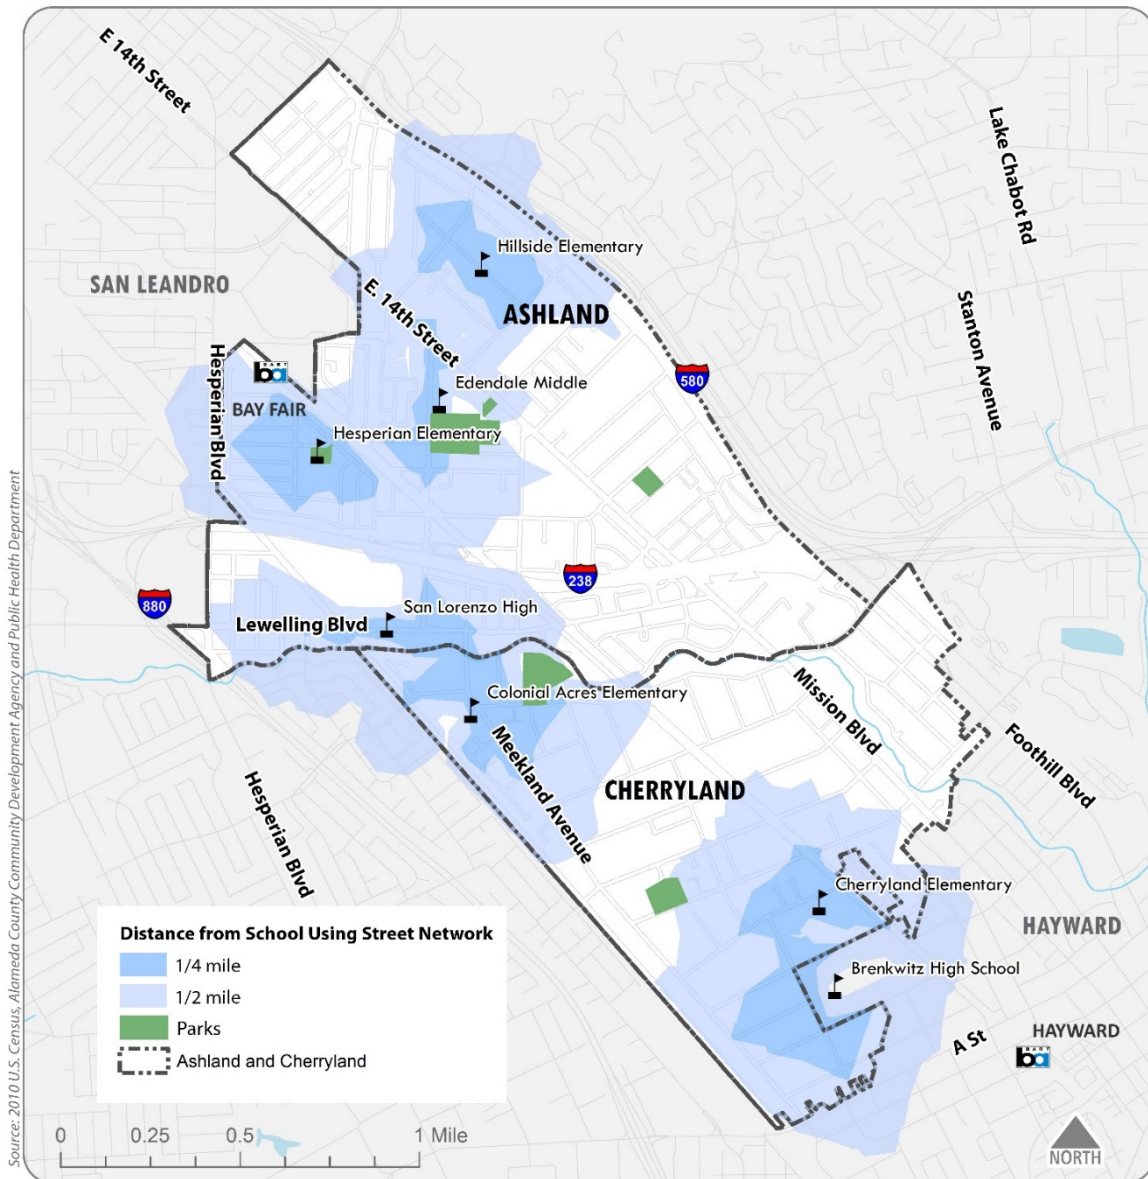 E 14th Street
Lake Chabot Rd
Hillside Elementary
SAN LEANDRO
E. 14th Street
ASHLAND
Stanton Avenue
Hesperian Blvd
BART
ba
580
Edendale Middle
BAY FAIR
Hesperian Elementary
238
880
San Lorenzo High
Lewelling Blvd
Colonial Acres Elementary
Mission Blvd
Foothill Blvd
Meekland Avenue
CHERRYLAND
Hesperian Blvd
Cherryland Elementary
HAYWARD
Brenkwitz High School
A St
HAYWARD
BART
ba
Distance from School Using Street Network
1/4 mile
1/2 mile
Parks
Ashland and Cherryland
0 0.25 0.5 1 Mile
NORTH
Source: 2010 U.S. Census, Alameda County Community Development Agency and Public Health Department